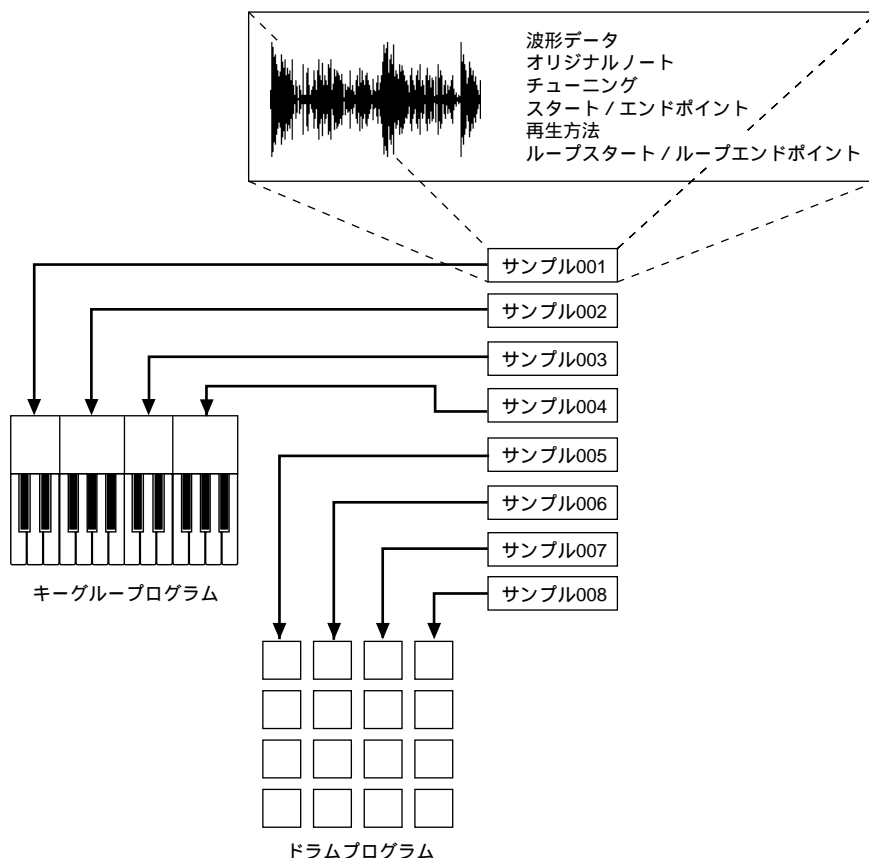 波形データ
オリジナルノート
チューニング
スタート / エンドポイント
再生方法
ループスタート / ループエンドポイント
サンプル001
サンプル002
サンプル003
サンプル004
サンプル005
サンプル006
サンプル007
サンプル008
キーグループログラム
ドラムプログラム